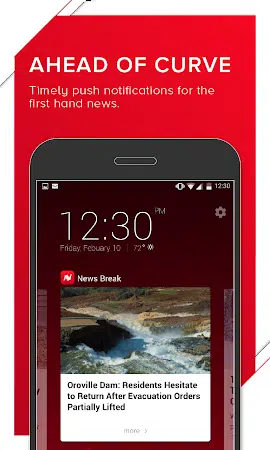 AHEAD OF CURVE
Timely push notifications for the
first hand news.
12:30
12:30 PM
Friday, Febuary 10 72°
News Break
Oroville Dam: Residents Hesitate
to Return After Evacuation Orders
Partially Lifted
more >